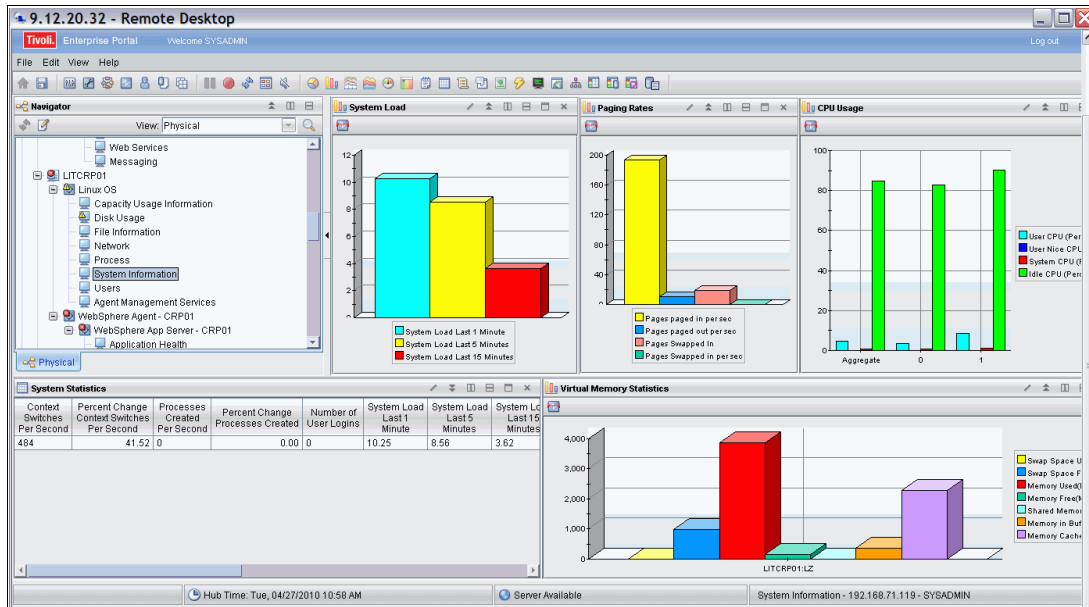 9.12.20.32 - Remote Desktop
Tivoli. Enterprise Portal Welcome SYSADMIN Log out
File Edit View Help
Navigator
View: Physical
Web Services
Messaging
LITCRP01
Linux OS
Capacity Usage Information
Disk Usage
File Information
Network
Process
System Information
Users
Agent Management Services
WebSphere Agent - CRP01
WebSphere App Server - CRP01
Application Health
Physical
System Load
12
10
8
6
4
2
0
System Load Last 1 Minute
System Load Last 5 Minutes
System Load Last 15 Minutes
Paging Rates
200
160
120
80
40
0
Pages paged in per sec
Pages paged out per sec
Pages Swapped In
Pages Swapped in per sec
CPU Usage
100
80
60
40
20
0
Aggregate 0 1
User CPU (Per
User Nice CPU
System CPU (P
Idle CPU (Perc
System Statistics
Context Switches Per Second
Percent Change Context Switches Per Second
Processes Created Per Second
Percent Change Processes Created
Number of User Logins
System Load Last 1 Minute
System Load Last 5 Minutes
System Lo Last 15 Minutes
484 41.52 0 0.00 0 10.25 8.56 3.62
Virtual Memory Statistics
4,000
3,000
2,000
1,000
0
LITCRP01:LZ
Swap Space U
Swap Space F
Memory Used(
Memory Free(M
Shared Memor
Memory in Buf
Memory Cache
Hub Time: Tue, 04/27/2010 10:58 AM
Server Available
System Information - 192.168.71.119 - SYSADMIN